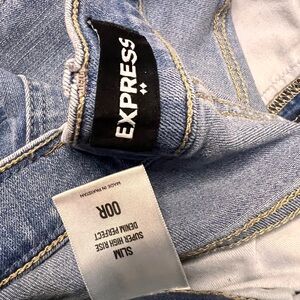 EXPRESS
SLIM
SUPER HIGH RISE
DENIM PERFECT
00R
MADE IN PAKISTAN